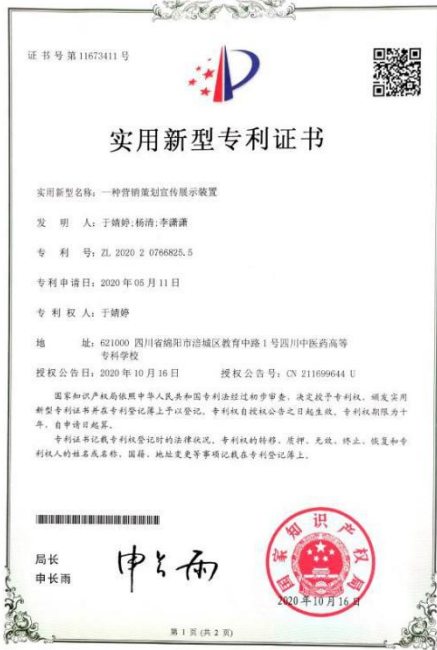 证书号第11673411号
实用新型专利证书
实用新型名称：一种营销策划宣传展示装置
发 明 人：于婧婷;杨清;李潇潇
专 利 号：ZL 2020 2 0766825.5
专利申请日：2020年05月11日
专 利 权 人：于婧婷
地 址：621000 四川省绵阳市涪城区教育中路1号四川中医药高等
专科学校
授权公告日：2020年10月16日 授权公告号：CN 211699644 U
国家知识产权局依照中华人民共和国专利法经过初步审查，决定授予专利权，颁发实用
新型专利证书并在专利登记簿上予以登记。专利权自授权公告之日起生效。专利权期限为十
年，自申请日起算。
专利证书记载专利权登记时的法律状况。专利权的转移、质押、无效、终止、恢复和专
利权人的姓名或名称、国籍、地址变更等事项记载在专利登记簿上。
局长
申长雨
申长雨
国家知识产权局
2020年10月16日
第 1 页 (共 2 页)